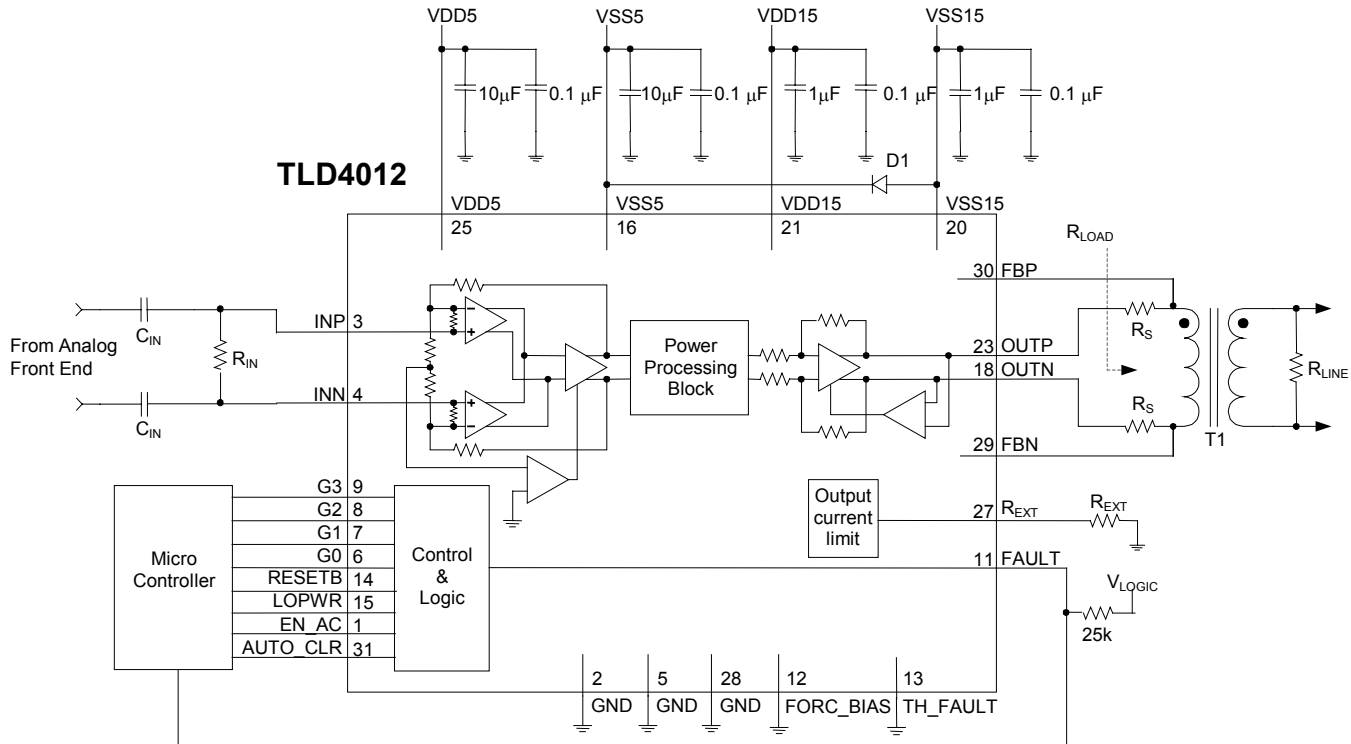 VDD5 VSS5 VDD15 VSS15
10μF 0.1 μF 10μF 0.1 μF 1μF 0.1 μF 1μF 0.1 μF
TLD4012
D1
VDD5 VSS5 VDD15 VSS15
25 16 21 20
RLOAD
30 FBP
CIN
INP 3
From Analog
Front End
RIN
INN 4
CIN
Power
Processing
Block
RS
23 OUTP
18 OUTN
RLINE
RS
T1
29 FBN
Micro
Controller
G3 9
G2 8
G1 7
G0 6
RESETB 14
LOPWR 15
EN_AC 1
AUTO_CLR 31
Control
&
Logic
Output
current
limit
27 REXT
REXT
11 FAULT
VLOGIC
25k
2 5 28 12 13
GND GND GND FORC_BIAS TH_FAULT